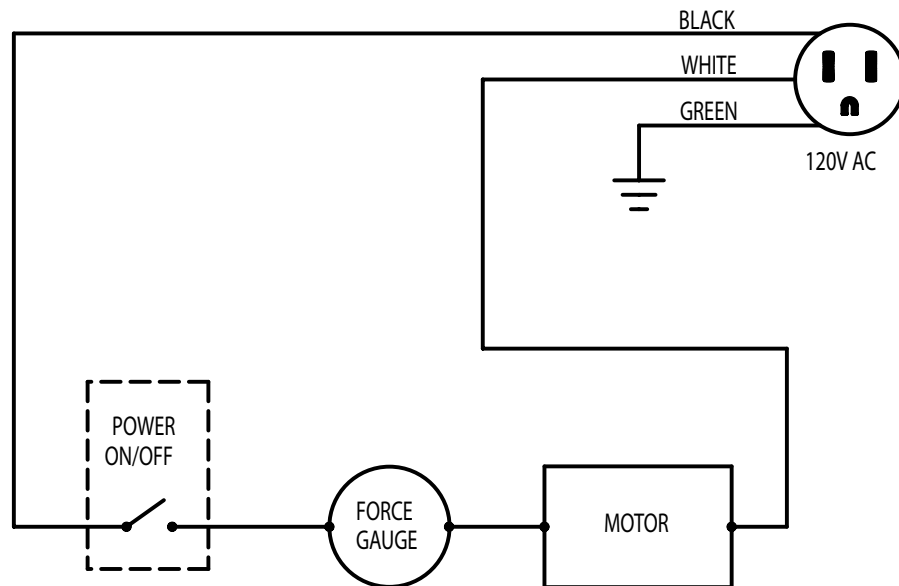 BLACK
WHITE
GREEN
120V AC
POWER
ON/OFF
FORCE
GAUGE
MOTOR